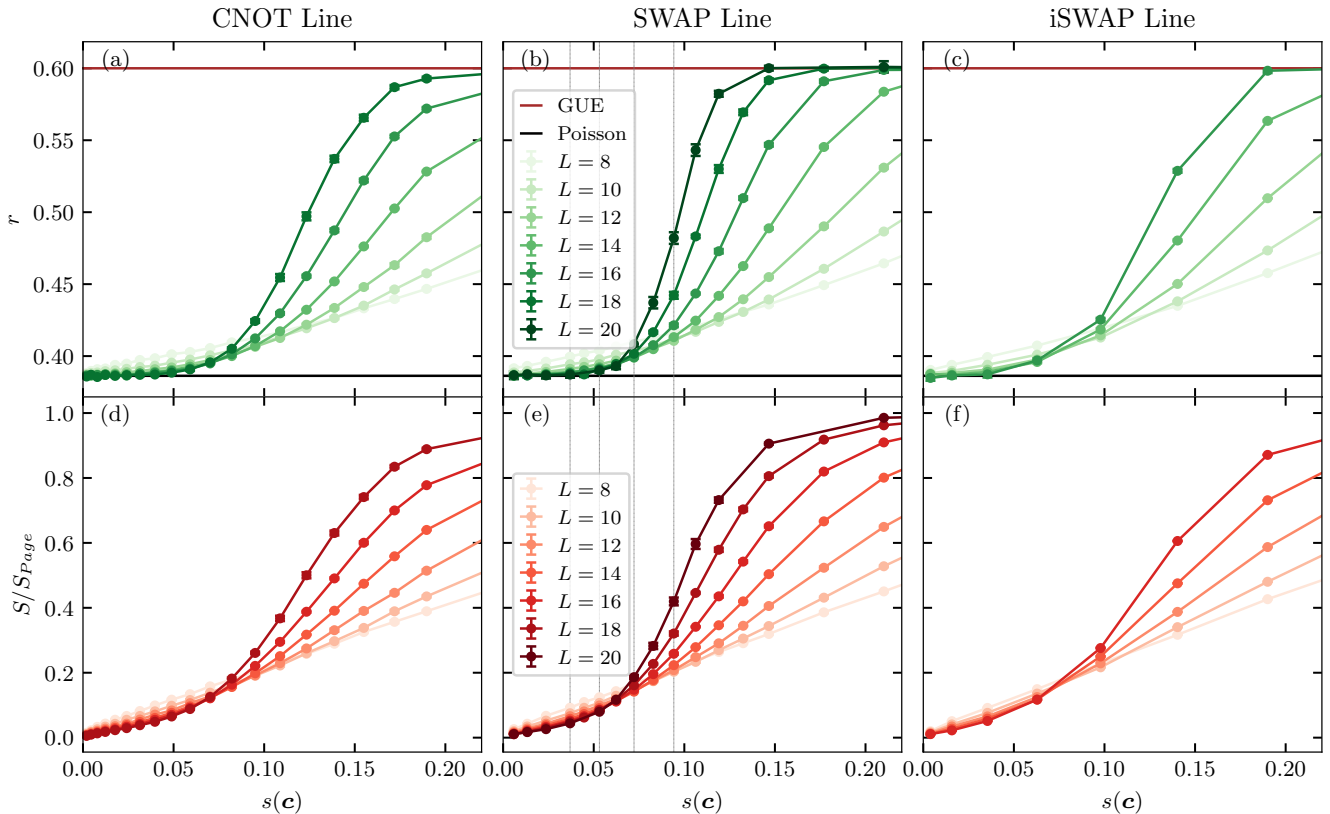 CNOT Line
SWAP Line
iSWAP Line
(a)
(b)
(c)
0.60
0.55
0.50
0.45
0.40
r
GUE
Poisson
L = 8
L = 10
L = 12
L = 14
L = 16
L = 18
L = 20
(d)
(e)
(f)
1.0
0.8
0.6
0.4
0.2
0.0
S/S_{Page}
L = 8
L = 10
L = 12
L = 14
L = 16
L = 18
L = 20
0.00 0.05 0.10 0.15 0.20
0.00 0.05 0.10 0.15 0.20
0.00 0.05 0.10 0.15 0.20
s(c)
s(c)
s(c)